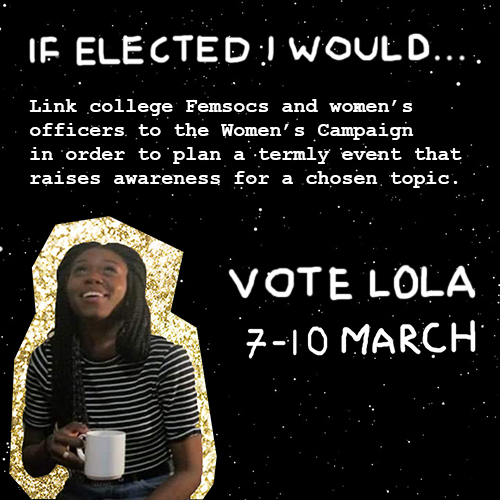 IF ELECTED I WOULD...
Link college Femsocs and women's
officers to the Women's Campaign
in order to plan a termly event that
raises awareness for a chosen topic.
VOTE LOLA
7-10 MARCH